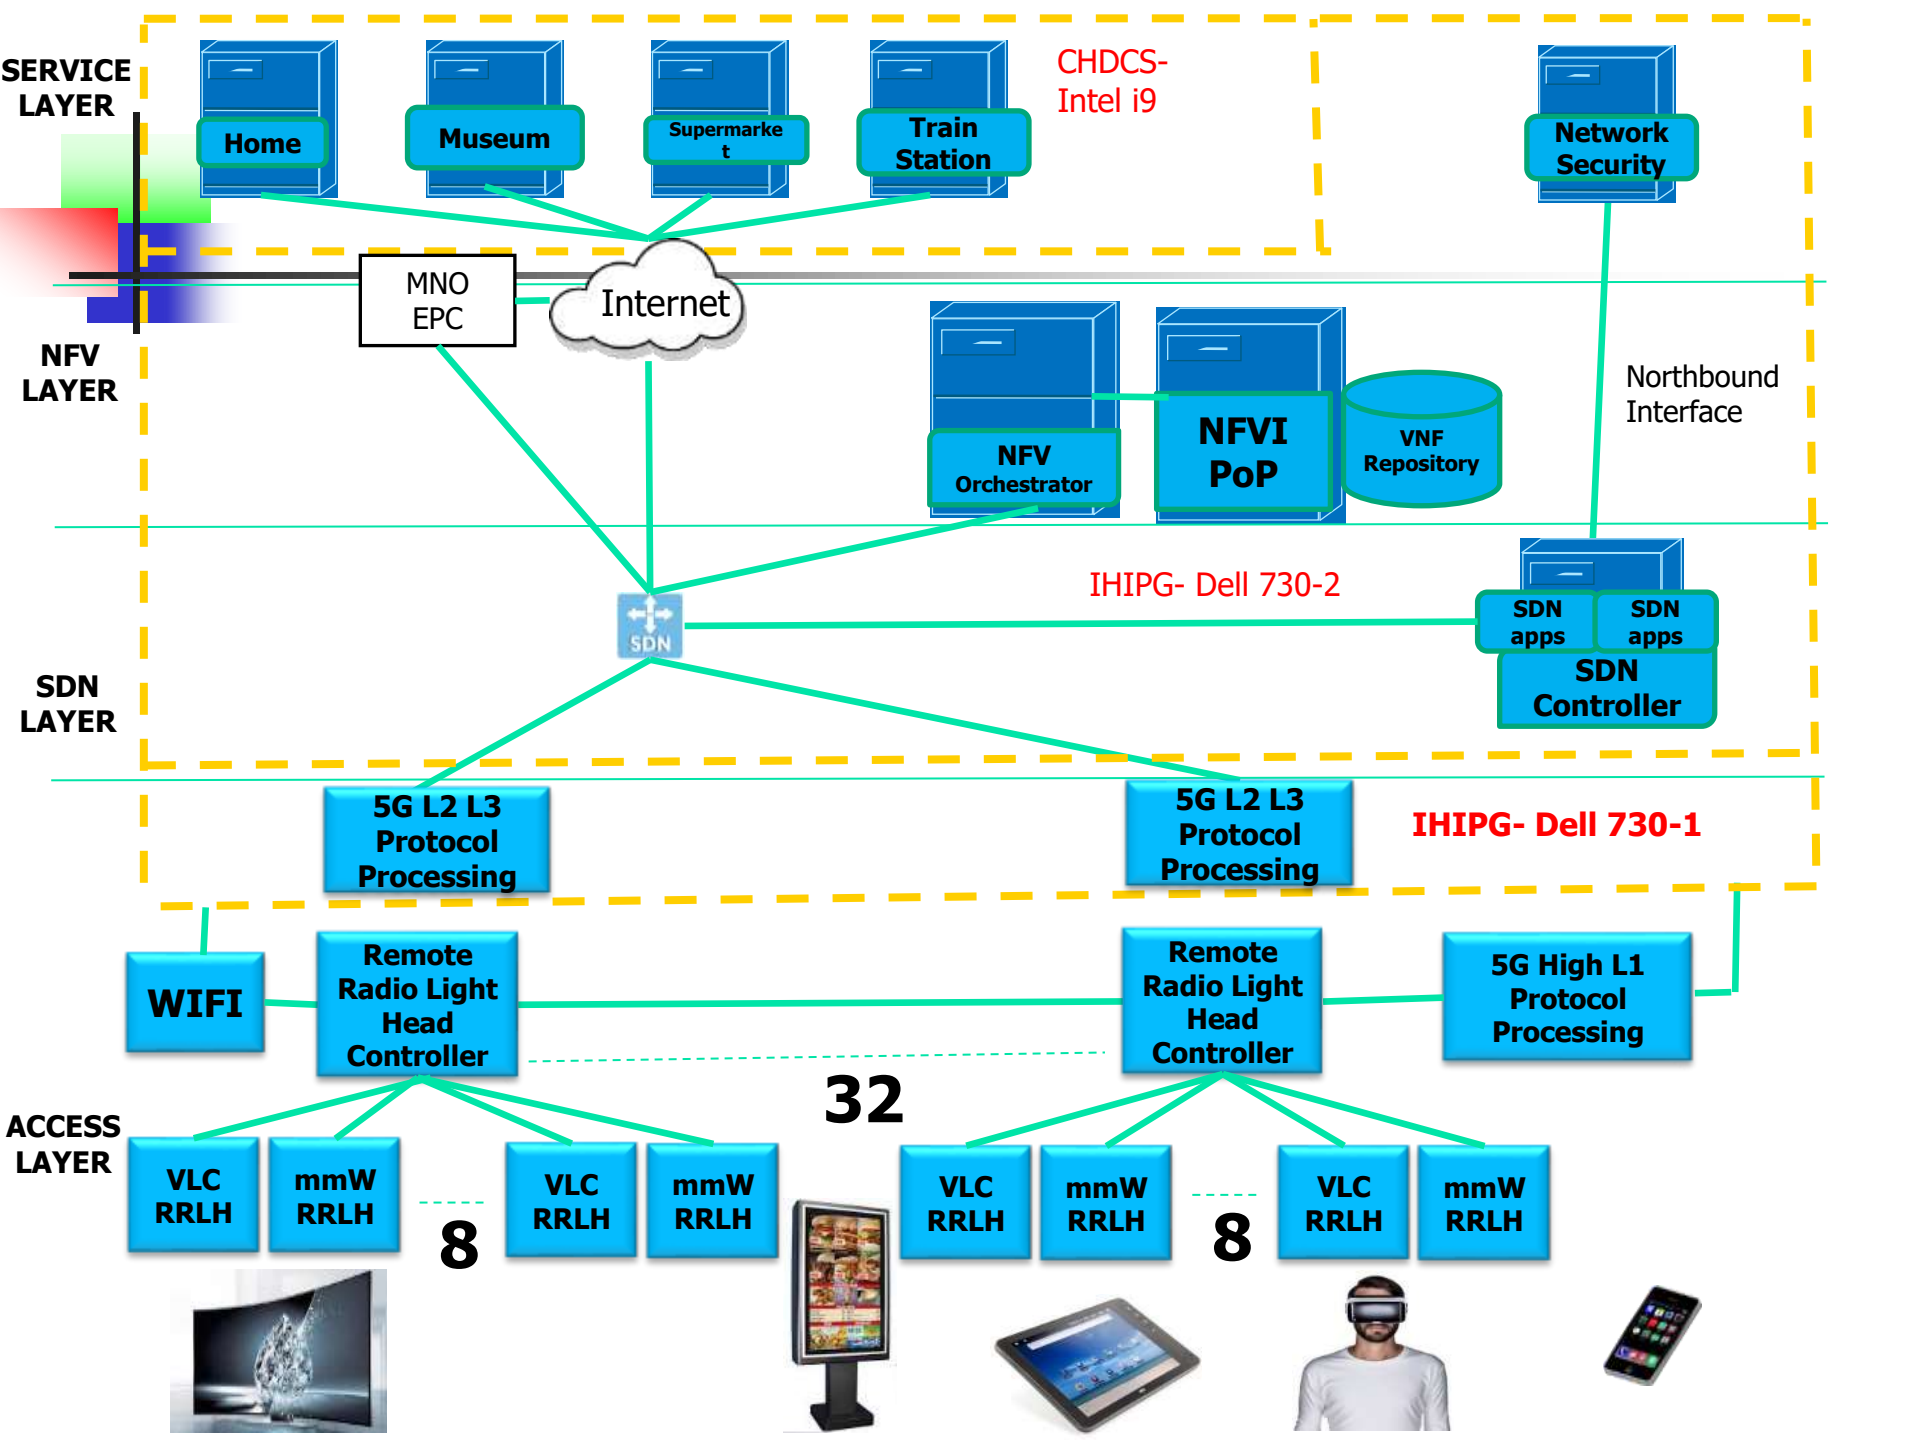 SERVICE
LAYER
Home
Museum
Supermarke
t
Train
Station
CHDCS-
Intel i9
Network
Security
MNO
EPC
Internet
NFV
LAYER
NFV
Orchestrator
NFVI
PoP
VNF
Repository
Northbound
Interface
IHIPG- Dell 730-2
SDN
SDN
apps
SDN
apps
SDN
Controller
SDN
LAYER
5G L2 L3
Protocol
Processing
5G L2 L3
Protocol
Processing
IHIPG- Dell 730-1
WIFI
Remote
Radio Light
Head
Controller
Remote
Radio Light
Head
Controller
5G High L1
Protocol
Processing
32
ACCESS
LAYER
VLC
RRLH
mmW
RRLH
8
VLC
RRLH
mmW
RRLH
VLC
RRLH
mmW
RRLH
8
VLC
RRLH
mmW
RRLH